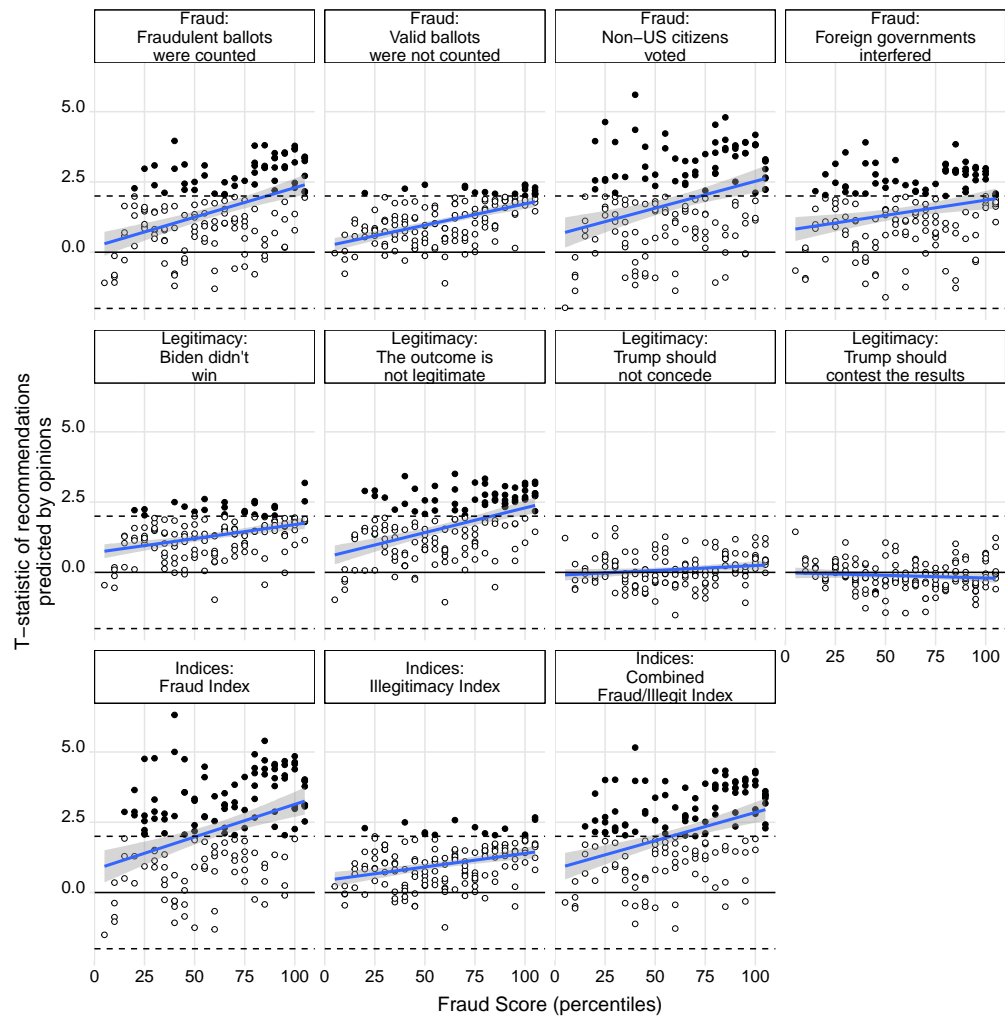 Fraud:
Fraudulent ballots
were counted
Fraud:
Valid ballots
were not counted
Fraud:
Non−US citizens
voted
Fraud:
Foreign governments
interfered
5.0
2.5
0.0
Legitimacy:
Biden didn't
win
Legitimacy:
The outcome is
not legitimate
Legitimacy:
Trump should
not concede
Legitimacy:
Trump should
contest the results
T−statistic of recommendations
predicted by opinions
5.0
2.5
0.0
0 25 50 75 100
Indices:
Fraud Index
Indices:
Illegitimacy Index
Indices:
Combined
Fraud/Illegit Index
5.0
2.5
0.0
0 25 50 75 100
0 25 50 75 100
0 25 50 75 100
Fraud Score (percentiles)